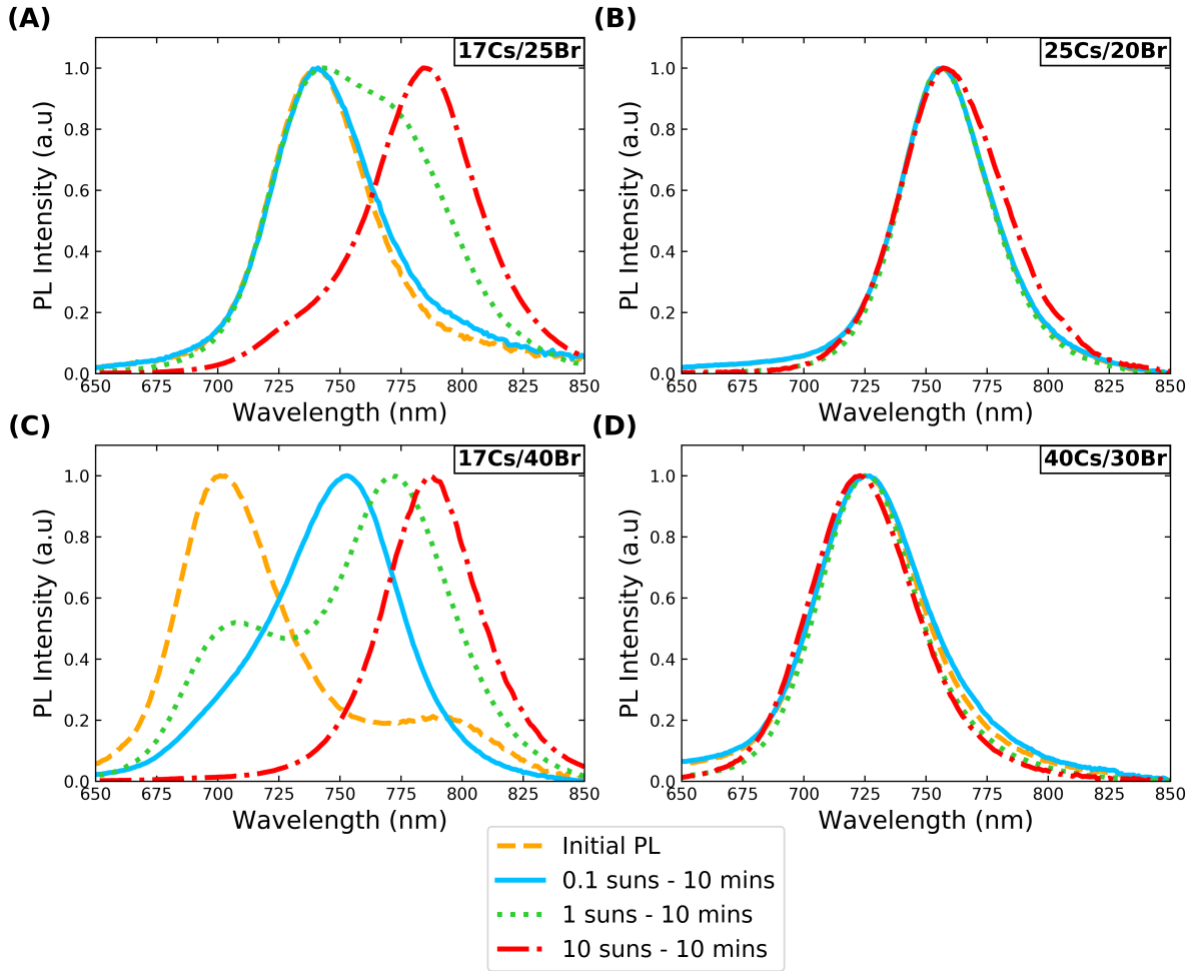 (A)
17Cs/25Br
PL Intensity (a.u)
1.0
0.8
0.6
0.4
0.2
0.0
650 675 700 725 750 775 800 825 850
Wavelength (nm)
(B)
25Cs/20Br
PL Intensity (a.u)
1.0
0.8
0.6
0.4
0.2
0.0
650 675 700 725 750 775 800 825 850
Wavelength (nm)
(C)
17Cs/40Br
PL Intensity (a.u)
1.0
0.8
0.6
0.4
0.2
0.0
650 675 700 725 750 775 800 825 850
Wavelength (nm)
(D)
40Cs/30Br
PL Intensity (a.u)
1.0
0.8
0.6
0.4
0.2
0.0
650 675 700 725 750 775 800 825 850
Wavelength (nm)
Initial PL
0.1 suns - 10 mins
1 suns - 10 mins
10 suns - 10 mins